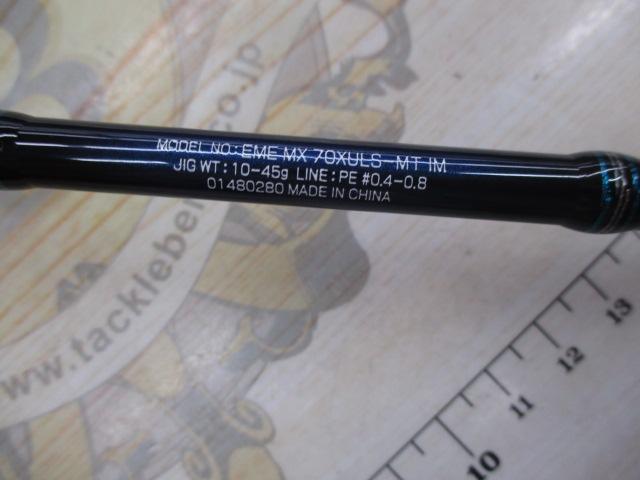 MODEL NO.: EME MX 70XULS MT IM
JIG WT : 10-45g LINE : PE #0.4-0.8
01480280 MADE IN CHINA
www.tackleber
co.jp
10
11
12
13